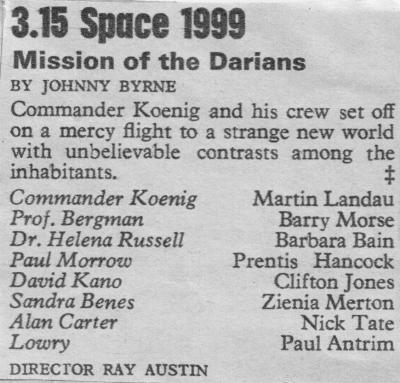 3.15 Space 1999
Mission of the Darians
BY JOHNNY BYRNE
Commander Koenig and his crew set off
on a mercy flight to a strange new world
with unbelievable contrasts among the
inhabitants. ‡
Commander Koenig Martin Landau
Prof. Bergman Barry Morse
Dr. Helena Russell Barbara Bain
Paul Morrow Prentis Hancock
David Kano Clifton Jones
Sandra Benes Zienia Merton
Alan Carter Nick Tate
Lowry Paul Antrim
DIRECTOR RAY AUSTIN